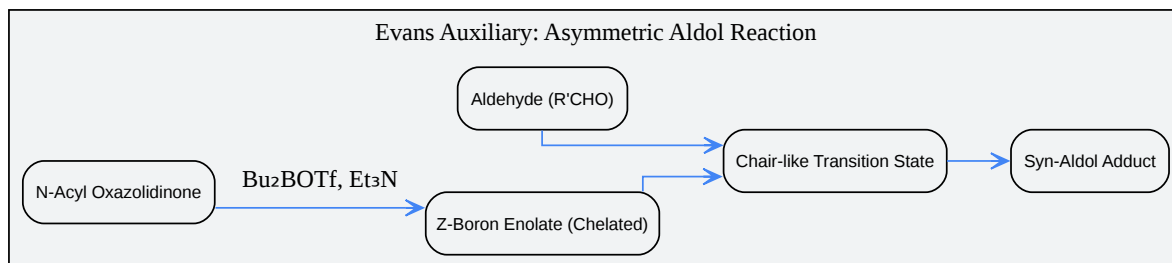 Evans Auxiliary: Asymmetric Aldol Reaction
Aldehyde (R'CHO)
Chair-like Transition State
Syn-Aldol Adduct
N-Acyl Oxazolidinone
Bu₂BOTf, Et₃N
Z-Boron Enolate (Chelated)